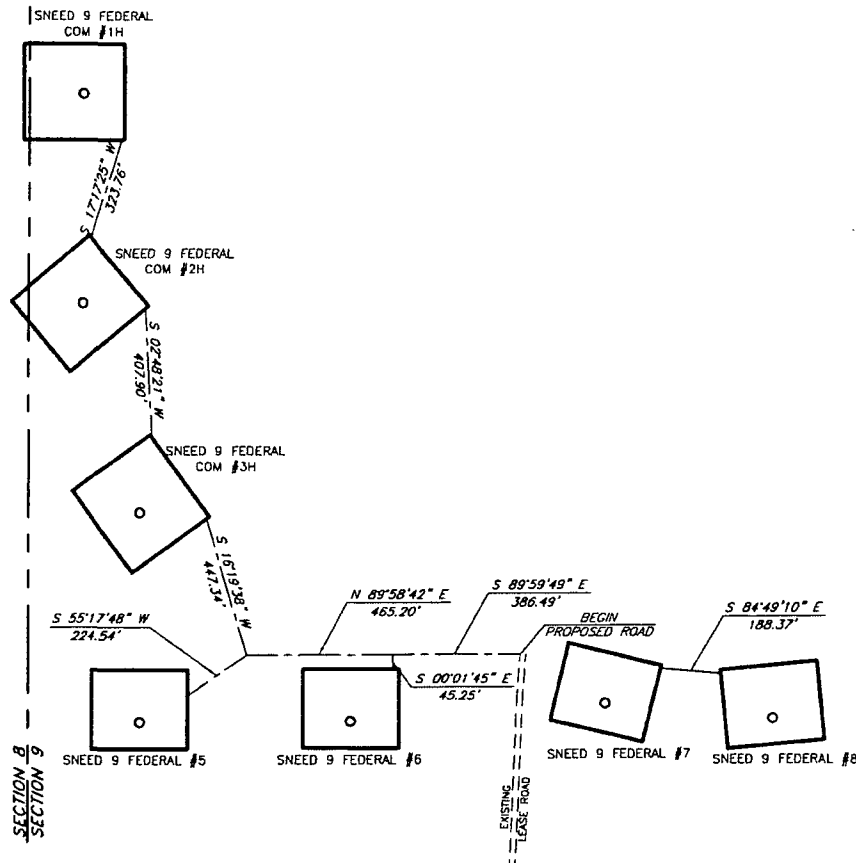 SNEED 9 FEDERAL
COM #1H
S 17°17'25" W
323.76'
SNEED 9 FEDERAL
COM #2H
S 02°48'21" W
407.90'
SNEED 9 FEDERAL
COM #3H
S 16°19'38" W
447.34'
S 55°17'48" W
224.54'
N 89°58'42" E
465.20'
S 89°59'49" E
386.49'
BEGIN
PROPOSED ROAD
S 84°49'10" E
188.37'
S 00°01'45" E
45.25'
SNEED 9 FEDERAL #5
SNEED 9 FEDERAL #6
SNEED 9 FEDERAL #7
SNEED 9 FEDERAL #8
SECTION 8
SECTION 9
EXISTING
LEASE ROAD